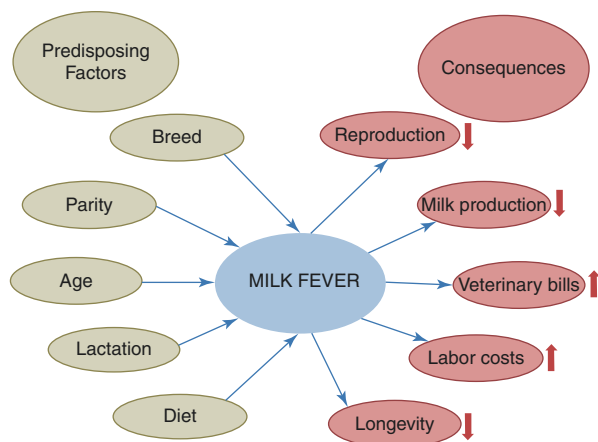 Predisposing
Factors
Consequences
Breed
Reproduction
Parity
Milk production
Age
MILK FEVER
Veterinary bills
Lactation
Labor costs
Diet
Longevity